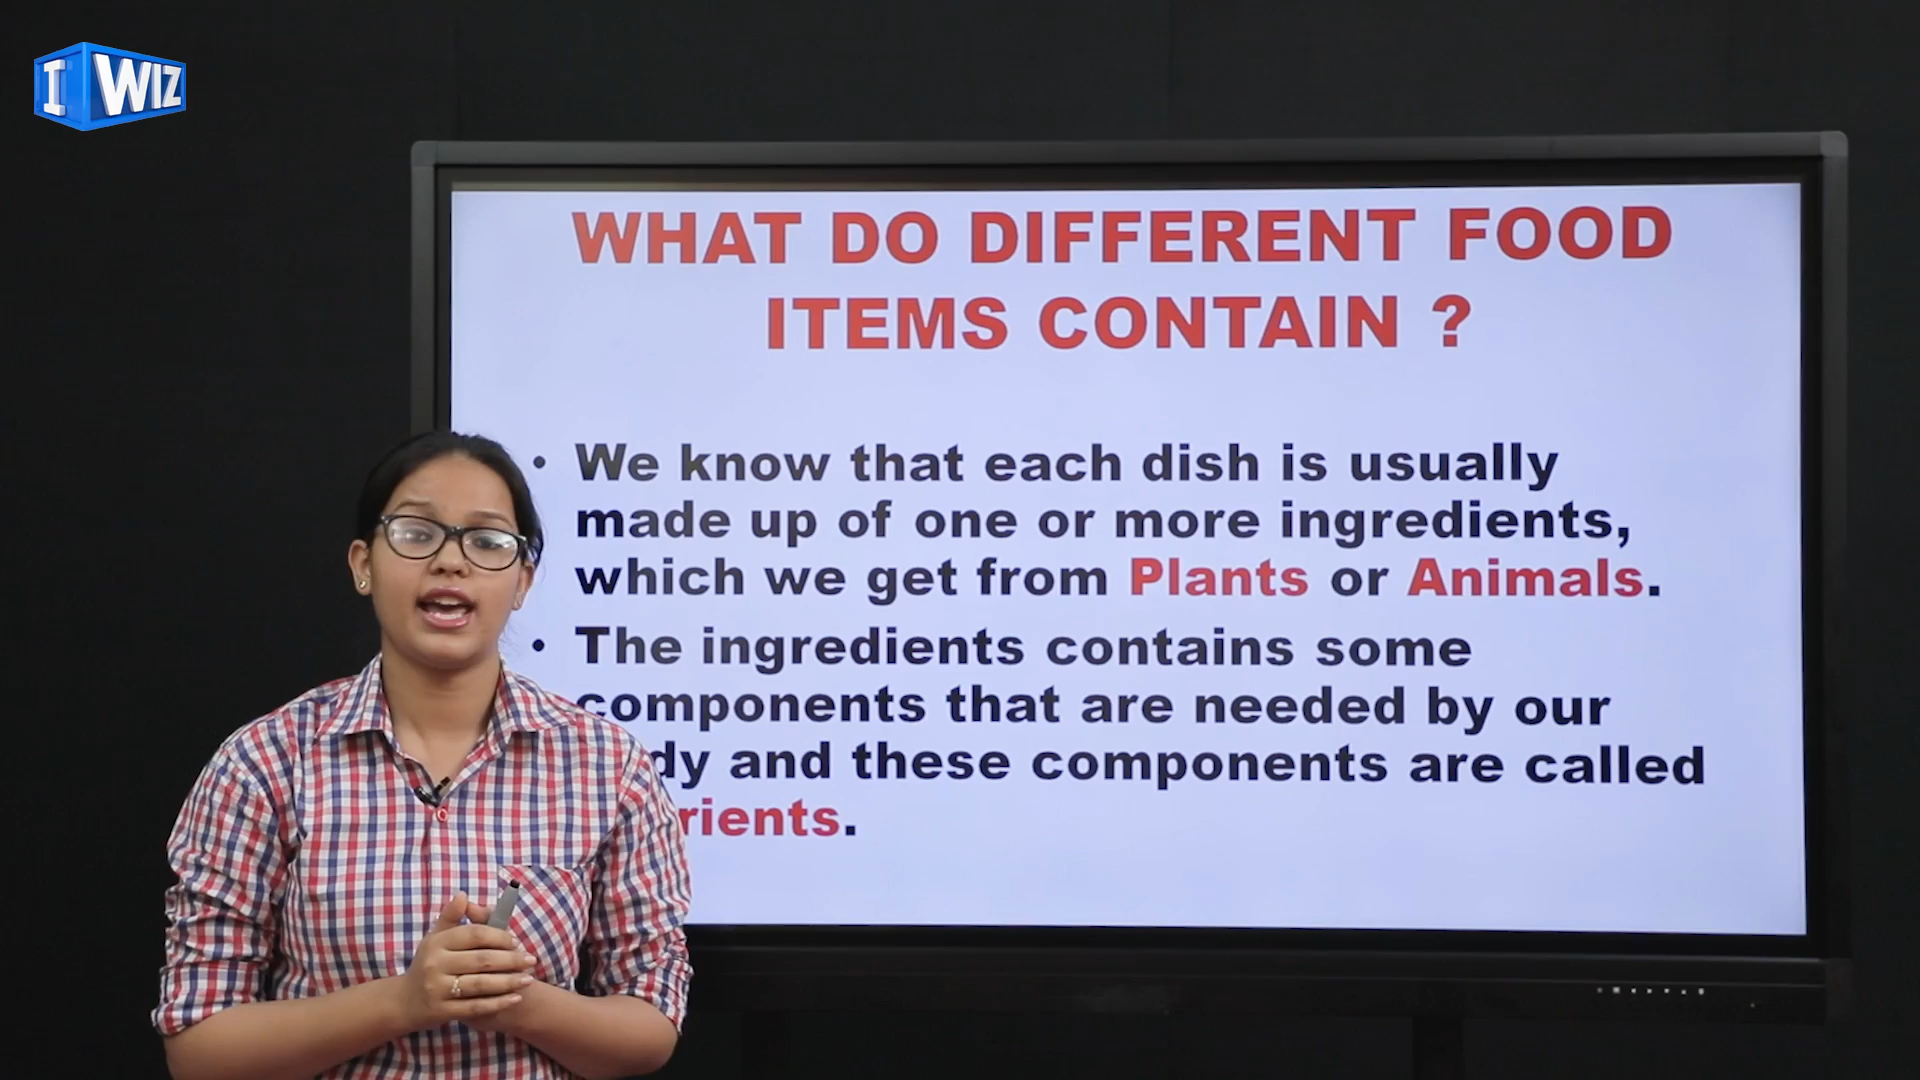 I WIZ
WHAT DO DIFFERENT FOOD
ITEMS CONTAIN ?
• We know that each dish is usually
made up of one or more ingredients,
which we get from Plants or Animals.
• The ingredients contains some
components that are needed by our
dy and these components are called
rients.